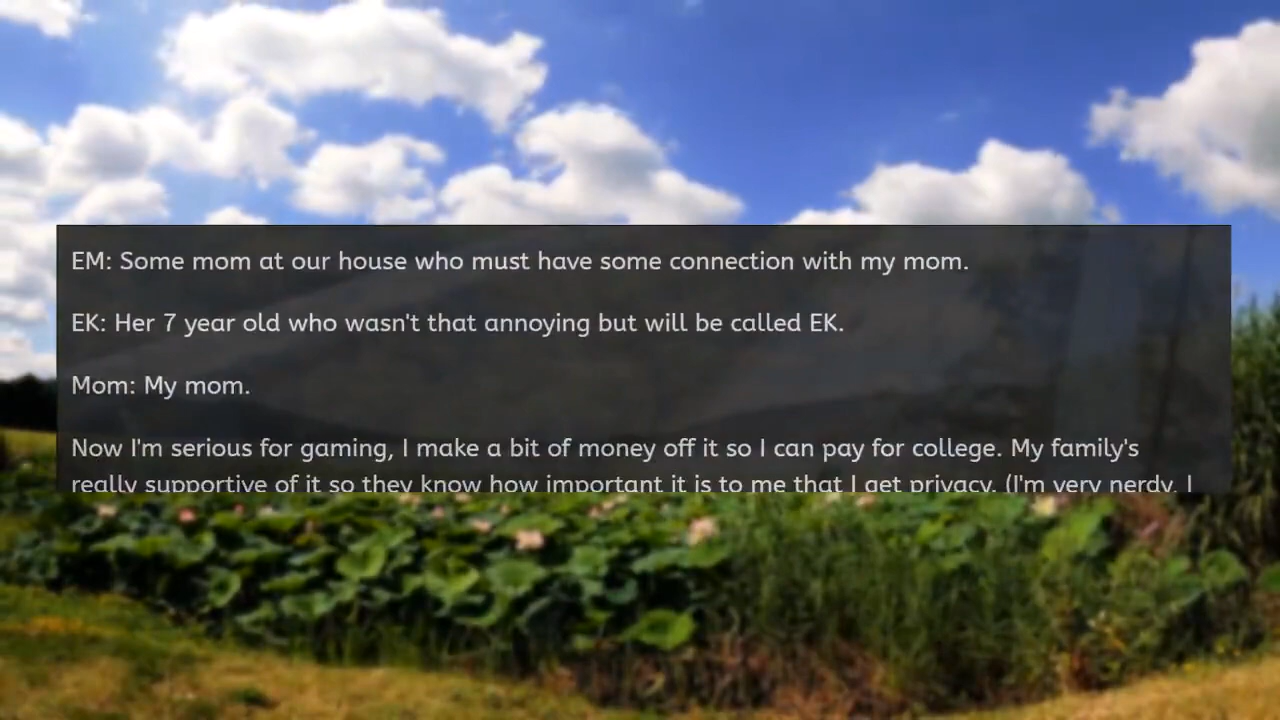 EM: Some mom at our house who must have some connection with my mom.
EK: Her 7 year old who wasn't that annoying but will be called EK.
Mom: My mom.
Now I'm serious for gaming, I make a bit of money off it so I can pay for college. My family's
really supportive of it so they know how important it is to me that I get privacy. (I'm very nerdy, I